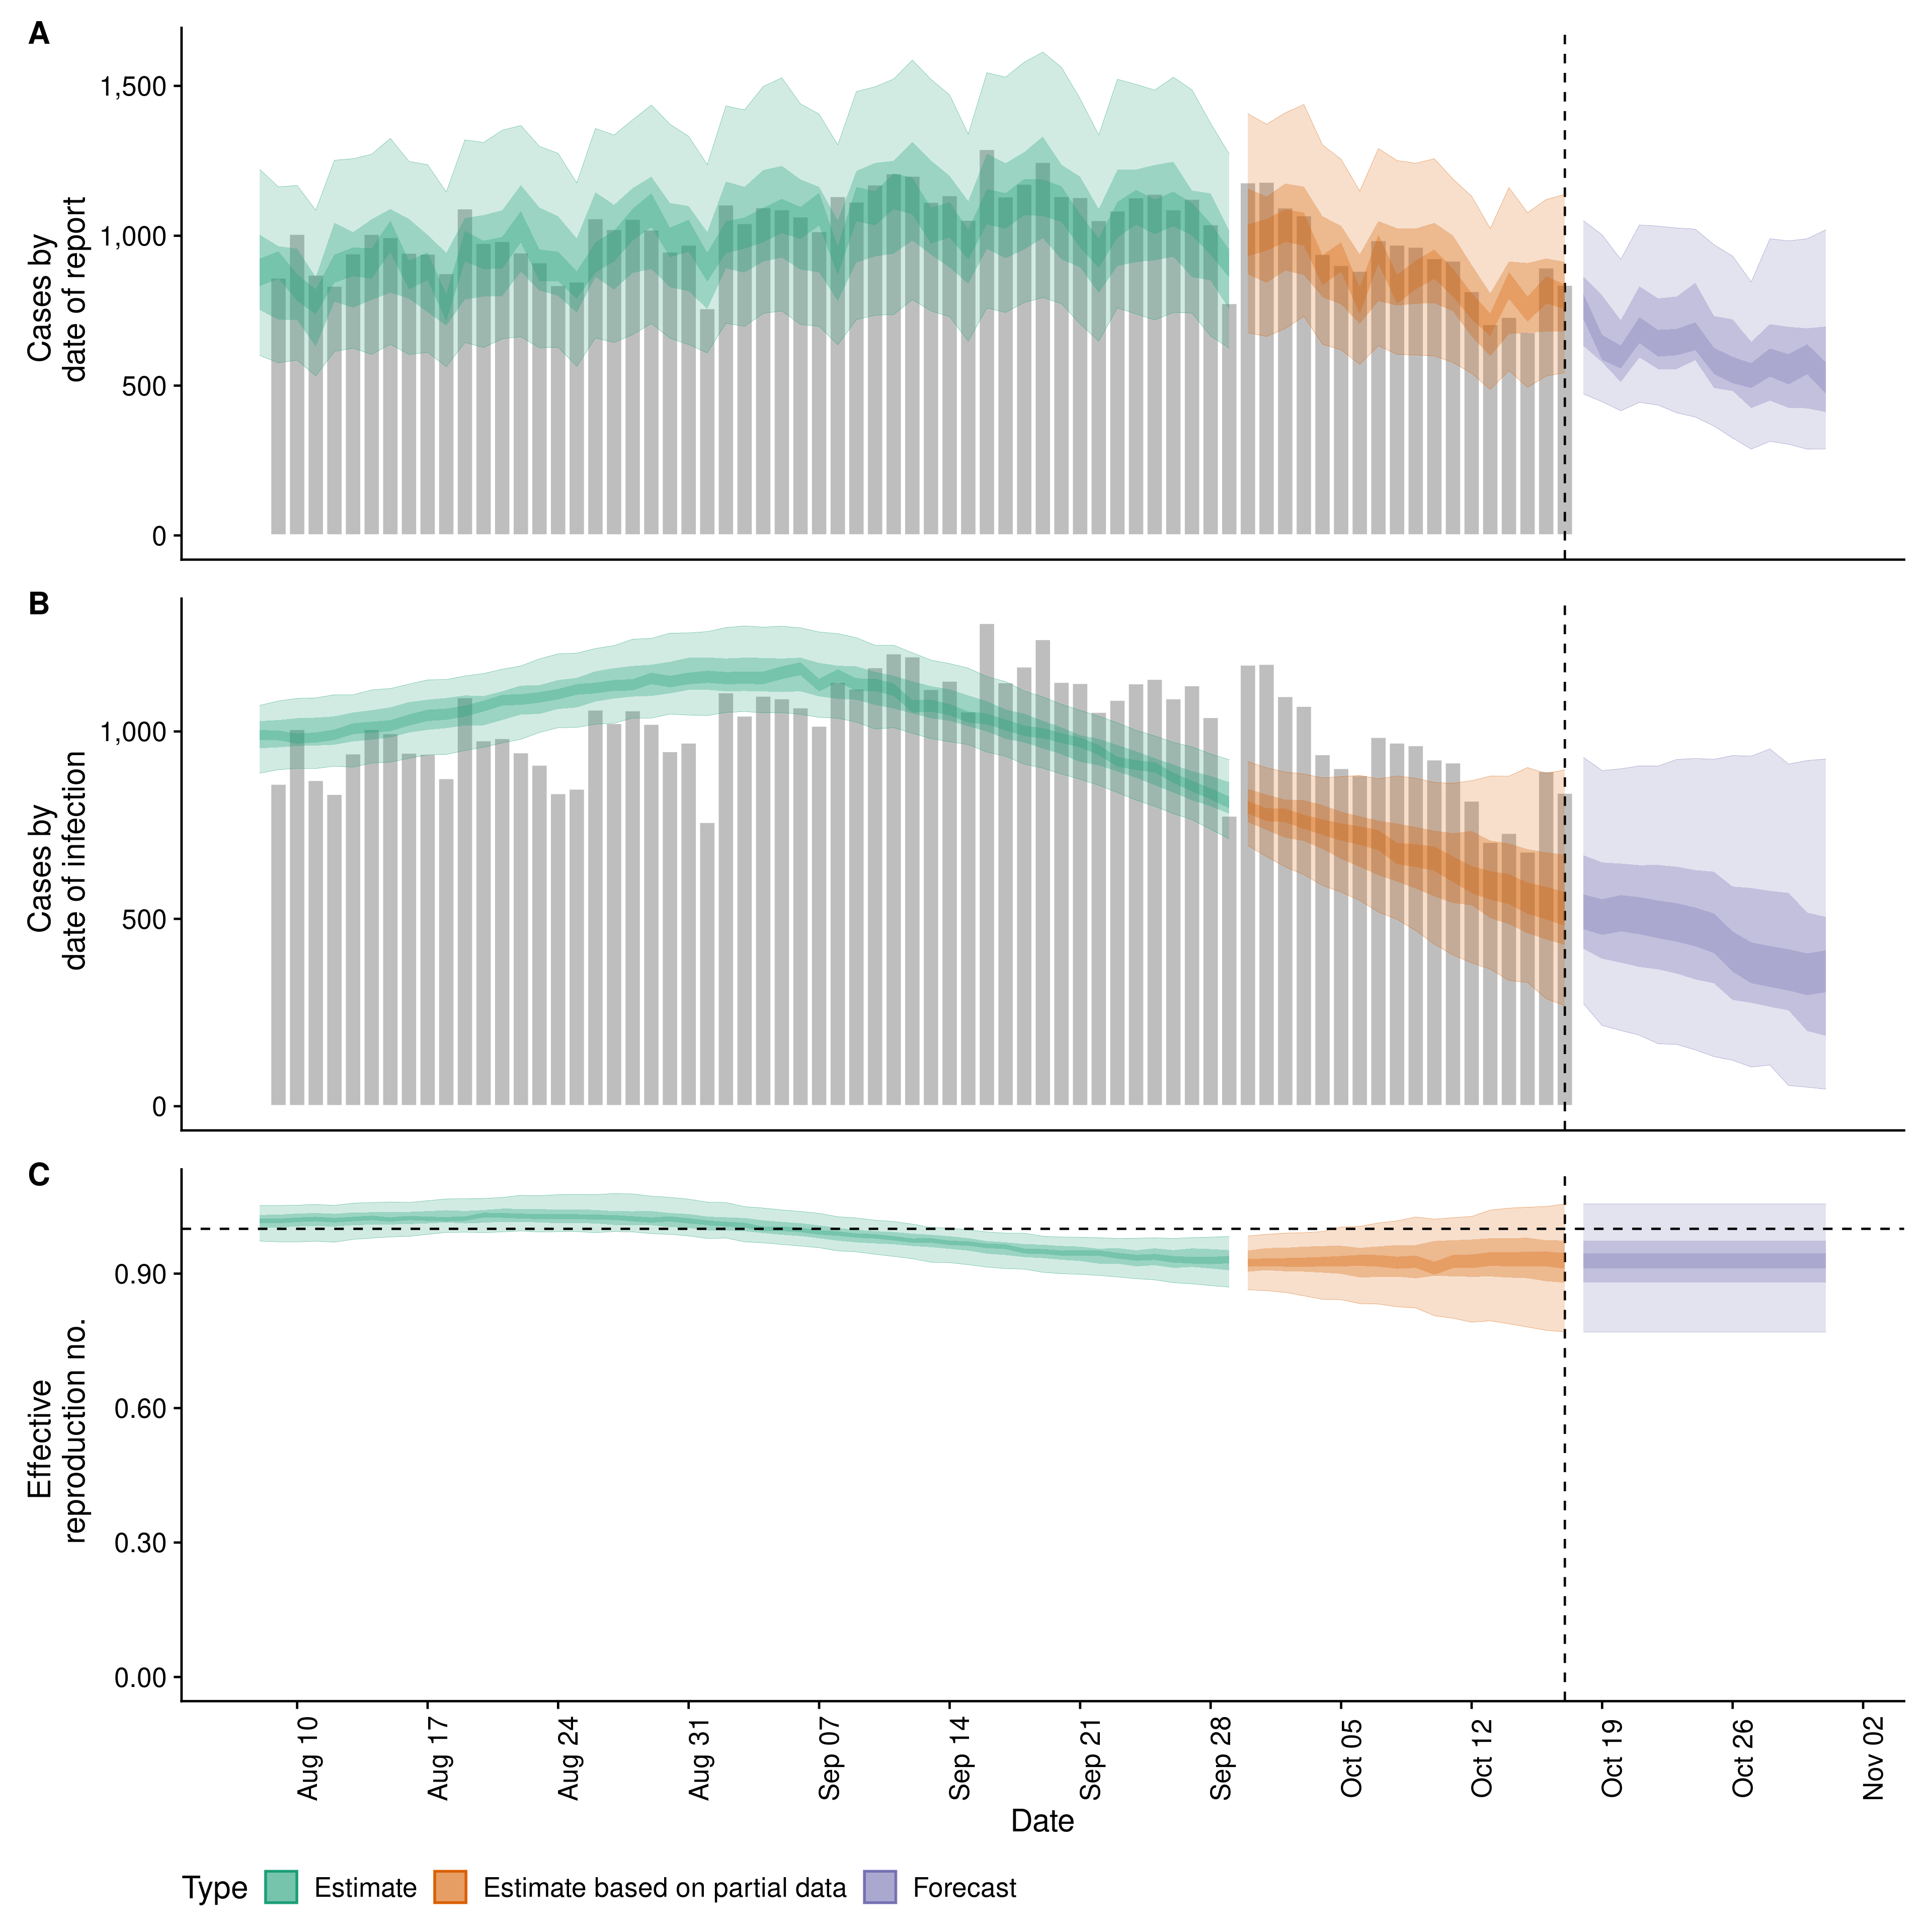 A
Cases by
date of report
1,500
1,000
500
0
B
Cases by
date of infection
1,000
500
0
C
Effective
reproduction no.
0.90
0.60
0.30
0.00
Aug 10
Aug 17
Aug 24
Aug 31
Sep 07
Sep 14
Sep 21
Sep 28
Oct 05
Oct 12
Oct 19
Oct 26
Nov 02
Date
Type Estimate Estimate based on partial data Forecast